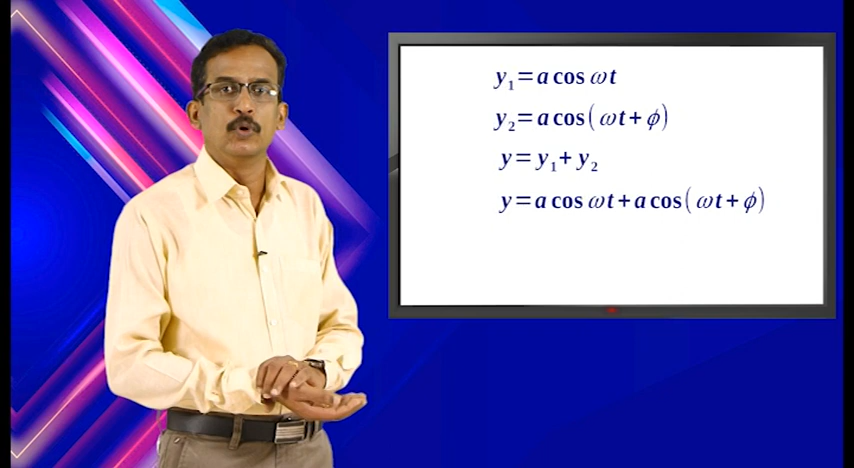 y₁=a cos ωt
y₂=a cos(ωt+ϕ)
y=y₁+y₂
y=a cos ωt+a cos(ωt+ϕ)